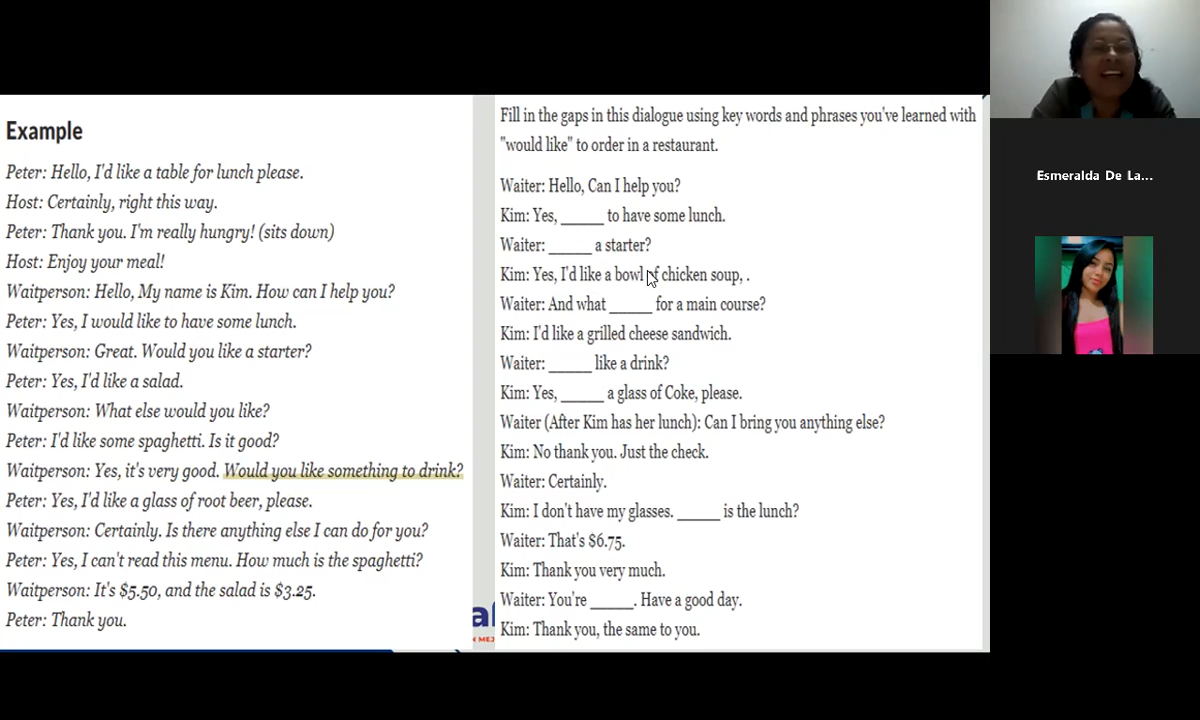 Example
Peter: Hello, I'd like a table for lunch please.
Host: Certainly, right this way.
Peter: Thank you. I'm really hungry! (sits down)
Host: Enjoy your meal!
Waitperson: Hello, My name is Kim. How can I help you?
Peter: Yes, I would like to have some lunch.
Waitperson: Great. Would you like a starter?
Peter: Yes, I'd like a salad.
Waitperson: What else would you like?
Peter: I'd like some spaghetti. Is it good?
Waitperson: Yes, it's very good. Would you like something to drink?
Peter: Yes, I'd like a glass of root beer, please.
Waitperson: Certainly. Is there anything else I can do for you?
Peter: Yes, I can't read this menu. How much is the spaghetti?
Waitperson: It's $5.50, and the salad is $3.25.
Peter: Thank you.
Fill in the gaps in this dialogue using key words and phrases you've learned with
"would like" to order in a restaurant.
Waiter: Hello, Can I help you?
Kim: Yes, _____ to have some lunch.
Waiter: _____ a starter?
Kim: Yes, I'd like a bowl of chicken soup, .
Waiter: And what _____ for a main course?
Kim: I'd like a grilled cheese sandwich.
Waiter: _____ like a drink?
Kim: Yes, _____ a glass of Coke, please.
Waiter (After Kim has her lunch): Can I bring you anything else?
Kim: No thank you. Just the check.
Waiter: Certainly.
Kim: I don't have my glasses. _____ is the lunch?
Waiter: That's $6.75.
Kim: Thank you very much.
Waiter: You're _____. Have a good day.
Kim: Thank you, the same to you.
Esmeralda De La...